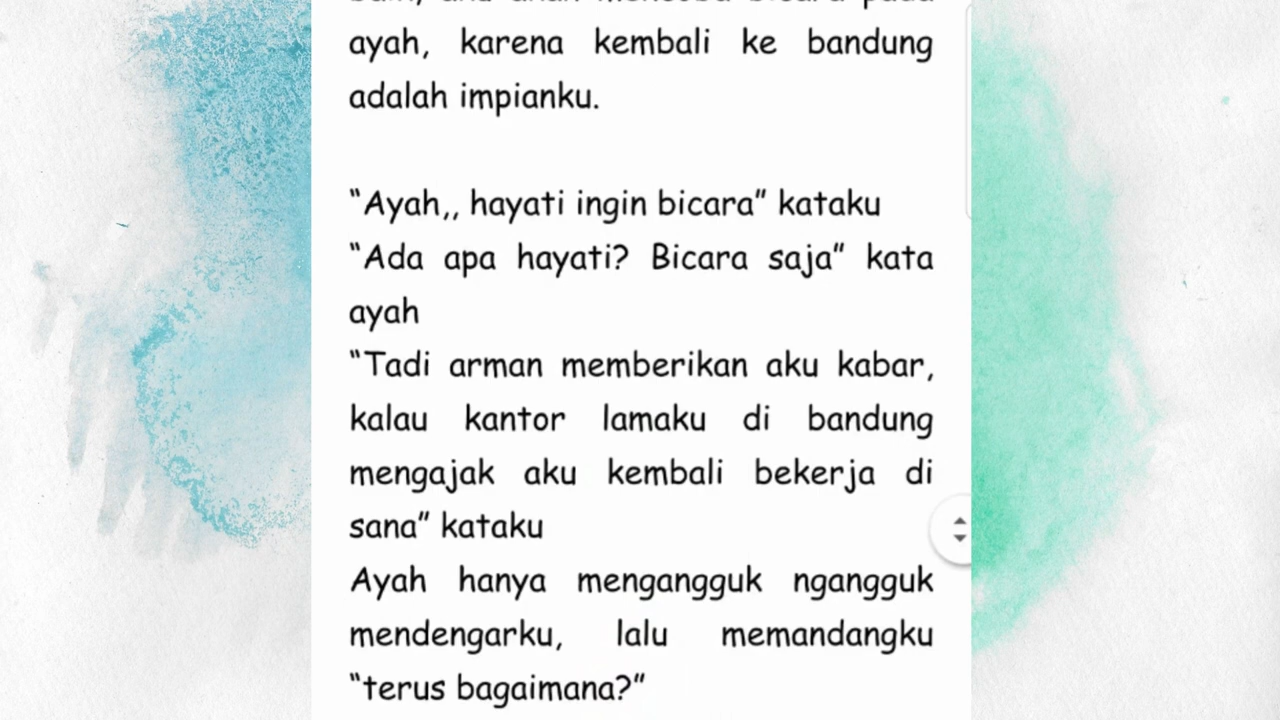 ayah, karena kembali ke bandung
adalah impianku.
“Ayah,, hayati ingin bicara” kataku
“Ada apa hayati? Bicara saja” kata
ayah
“Tadi arman memberikan aku kabar,
kalau kantor lamaku di bandung
mengajak aku kembali bekerja di
sana” kataku
Ayah hanya mengangguk ngangguk
mendengarku, lalu memandangku
“terus bagaimana?”